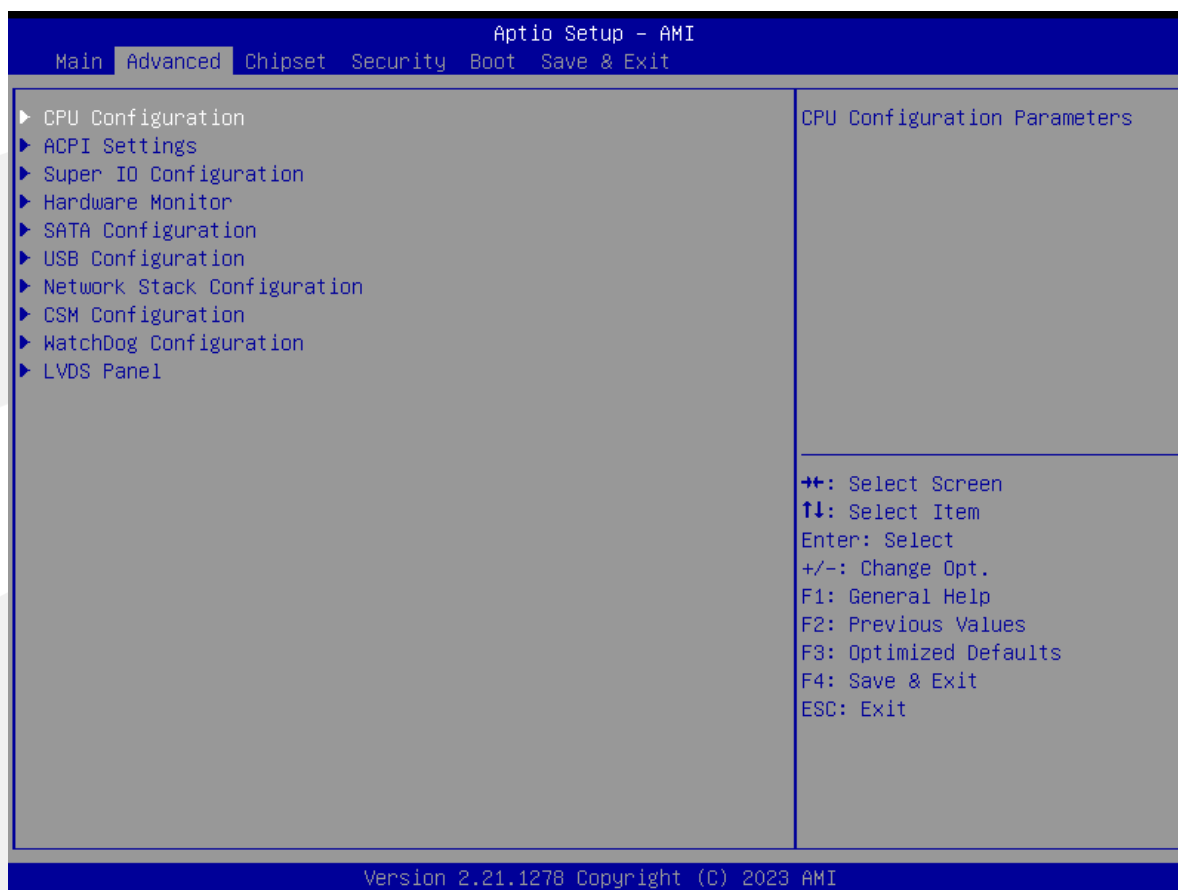 Aptio Setup – AMI
Main Advanced Chipset Security Boot Save & Exit
▶ CPU Configuration
▶ ACPI Settings
▶ Super IO Configuration
▶ Hardware Monitor
▶ SATA Configuration
▶ USB Configuration
▶ Network Stack Configuration
▶ CSM Configuration
▶ WatchDog Configuration
▶ LVDS Panel
CPU Configuration Parameters
→←: Select Screen
↑↓: Select Item
Enter: Select
+/-: Change Opt.
F1: General Help
F2: Previous Values
F3: Optimized Defaults
F4: Save & Exit
ESC: Exit
Version 2.21.1278 Copyright (C) 2023 AMI